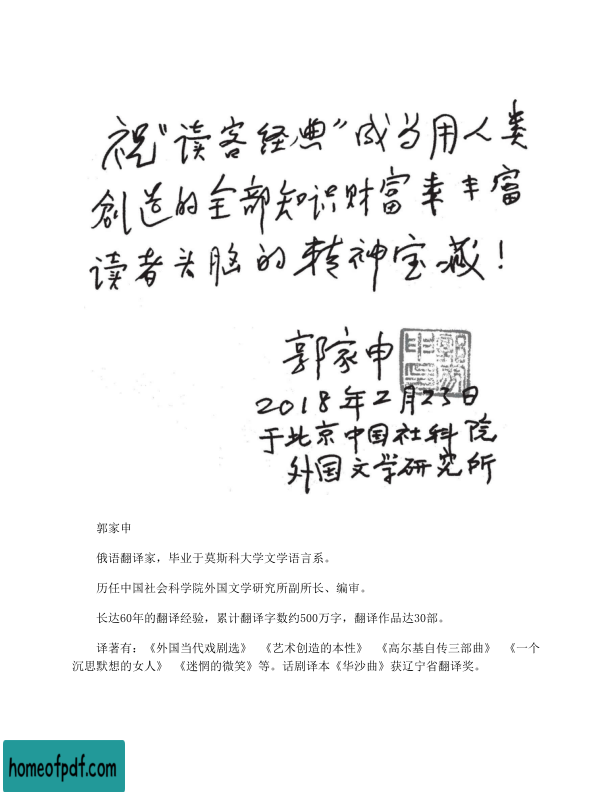 祝“读客经典”成为用人类
创造的全部知识财富来丰富
读者头脑的精神宝藏！
郭家申
2018年2月23日
于北京中国社科院
外国文学研究所
郭家申
俄语翻译家，毕业于莫斯科大学文学语言系。
历任中国社会科学院外国文学研究所副所长、编审。
长达60年的翻译经验，累计翻译字数约500万字，翻译作品达30部。
译著有：《外国当代戏剧选》 《艺术创造的本性》 《高尔基自传三部曲》 《一个
沉思默想的女人》 《迷惘的微笑》等。话剧译本《华沙曲》获辽宁省翻译奖。
homeofpdf.com